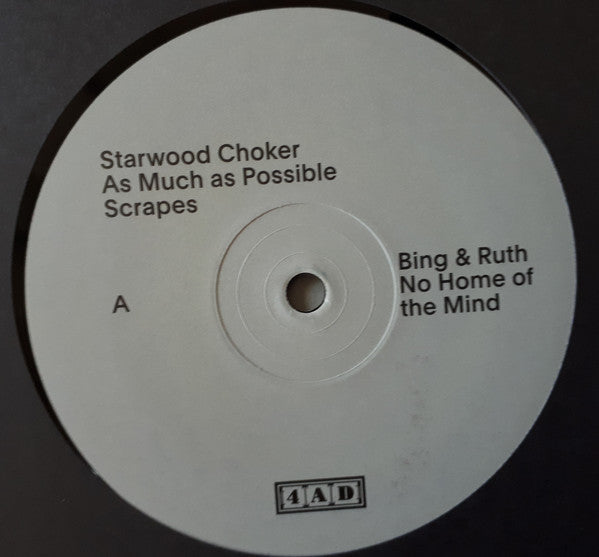 Starwood Choker
As Much as Possible
Scrapes
A
Bing & Ruth
No Home of
the Mind
4AD